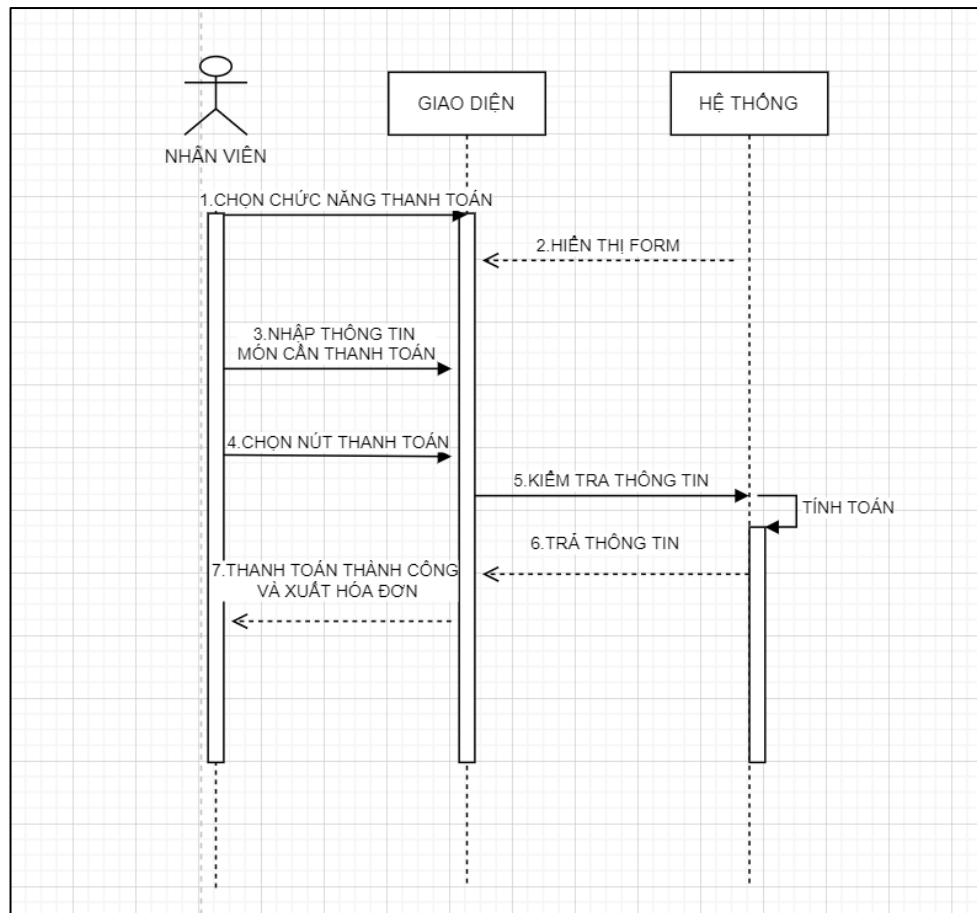 GIAO DIỆN
HỆ THỐNG
NHÂN VIÊN
1.CHỌN CHỨC NĂNG THANH TOÁN
2.HIỂN THỊ FORM
3.NHẬP THÔNG TIN
MÓN CẦN THANH TOÁN
4.CHỌN NÚT THANH TOÁN
5.KIỂM TRA THÔNG TIN
TÍNH TOÁN
6.TRẢ THÔNG TIN
7.THANH TOÁN THÀNH CÔNG
VÀ XUẤT HÓA ĐƠN